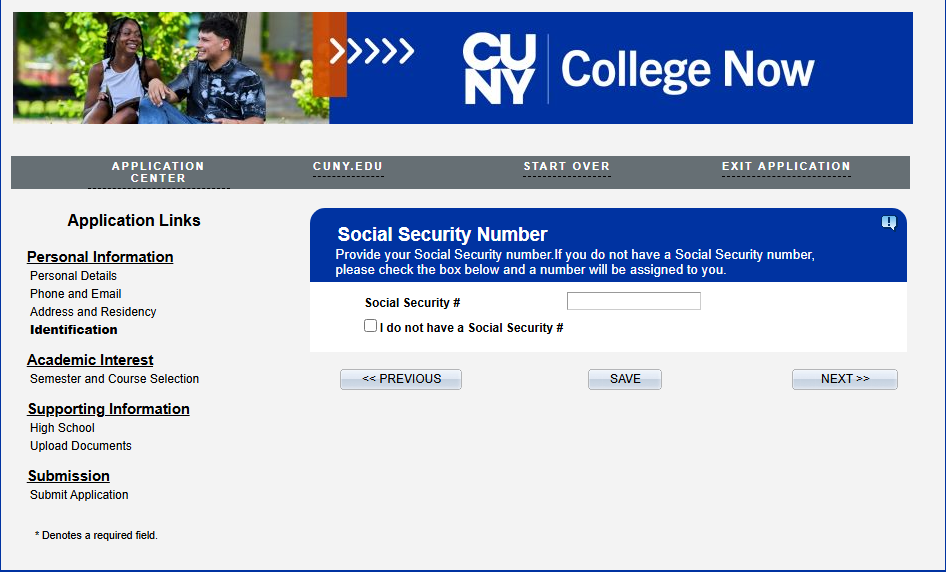 CU
NY
College Now
APPLICATION
CENTER
CUNY.EDU
START OVER
EXIT APPLICATION
Application Links
Personal Information
Personal Details
Phone and Email
Address and Residency
Identification
Academic Interest
Semester and Course Selection
Supporting Information
High School
Upload Documents
Submission
Submit Application
* Denotes a required field.
Social Security Number
Provide your Social Security number.If you do not have a Social Security number,
please check the box below and a number will be assigned to you.
Social Security #
I do not have a Social Security #
<< PREVIOUS
SAVE
NEXT >>